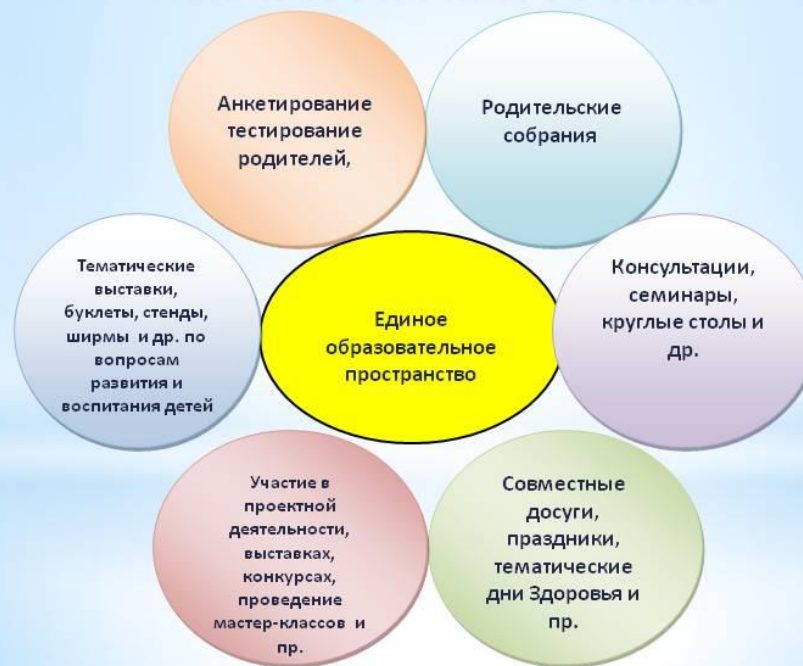 Анкетирование
тестирование
родителей,
Родительские
собрания
Тематические
выставки,
буклеты, стенды,
ширмы и др. по
вопросам
развития и
воспитания детей
Единое
образовательное
пространство
Консультации,
семинары,
круглые столы и
др.
Участие в
проектной
деятельности,
выставках,
конкурсах,
проведение
мастер-классов и
пр.
Совместные
досуги,
праздники,
тематические
дни Здоровья и
пр.